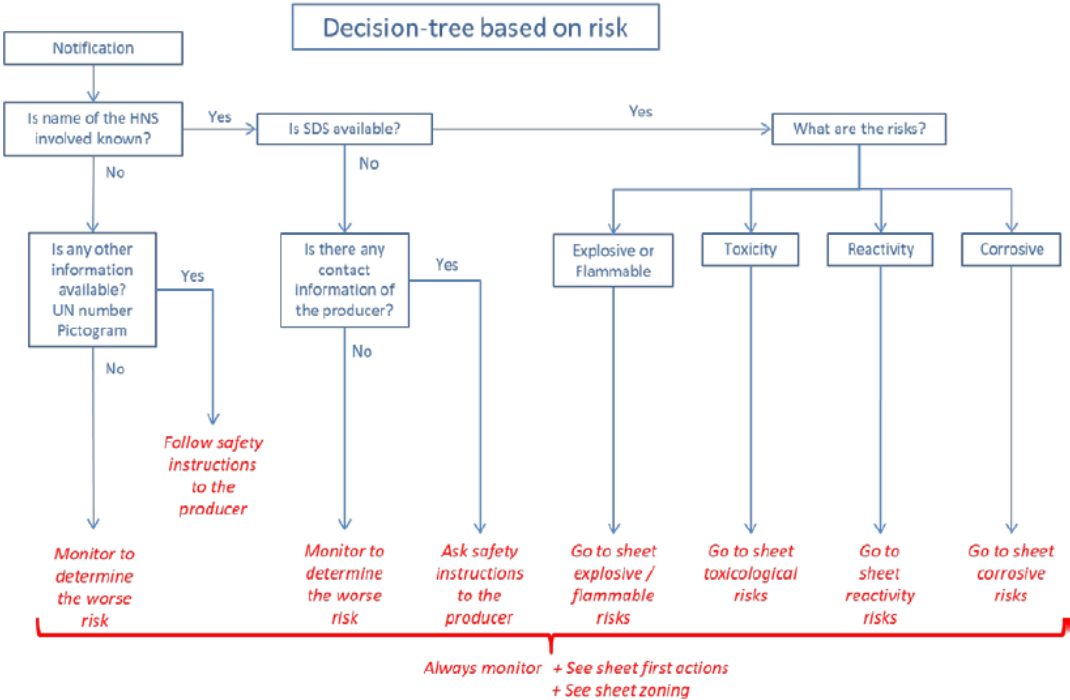 Decision-tree based on risk
Notification
Is name of the HNS
involved known?
Yes
Is SDS available?
Yes
What are the risks?
No
No
Is any other
information
available?
UN number
Pictogram
Yes
Is there any
contact
information of
the producer?
Yes
Explosive or
Flammable
Toxicity
Reactivity
Corrosive
No
No
Follow safety
instructions
to the
producer
Monitor to
determine
the worse
risk
Monitor to
determine
the worse
risk
Ask safety
instructions
to the
producer
Go to sheet
explosive /
flammable
risks
Go to sheet
toxicological
risks
Go to
sheet
reactivity
risks
Go to sheet
corrosive
risks
Always monitor + See sheet first actions
+ See sheet zoning